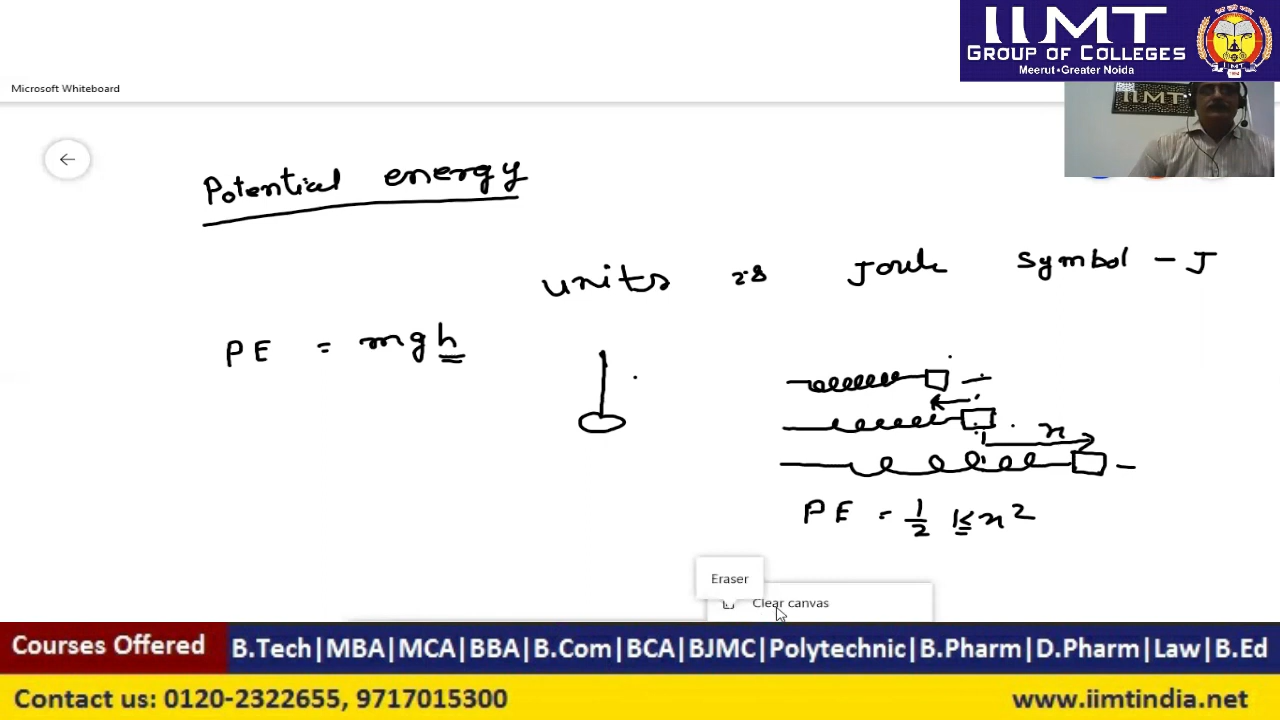 IIMT
GROUP OF COLLEGES
Meerut•Greater Noida
Microsoft Whiteboard
IIMT
Potential energy
units is Joule Symbol - J
PE = mgh
x
PE = 1/2 kx²
Eraser
Clear canvas
Courses Offered
B.Tech|MBA|MCA|BBA|B.Com|BCA|BJMC|Polytechnic|B.Pharm|D.Pharm|Law|B.Ed
Contact us: 0120-2322655, 9717015300
www.iimtindia.net